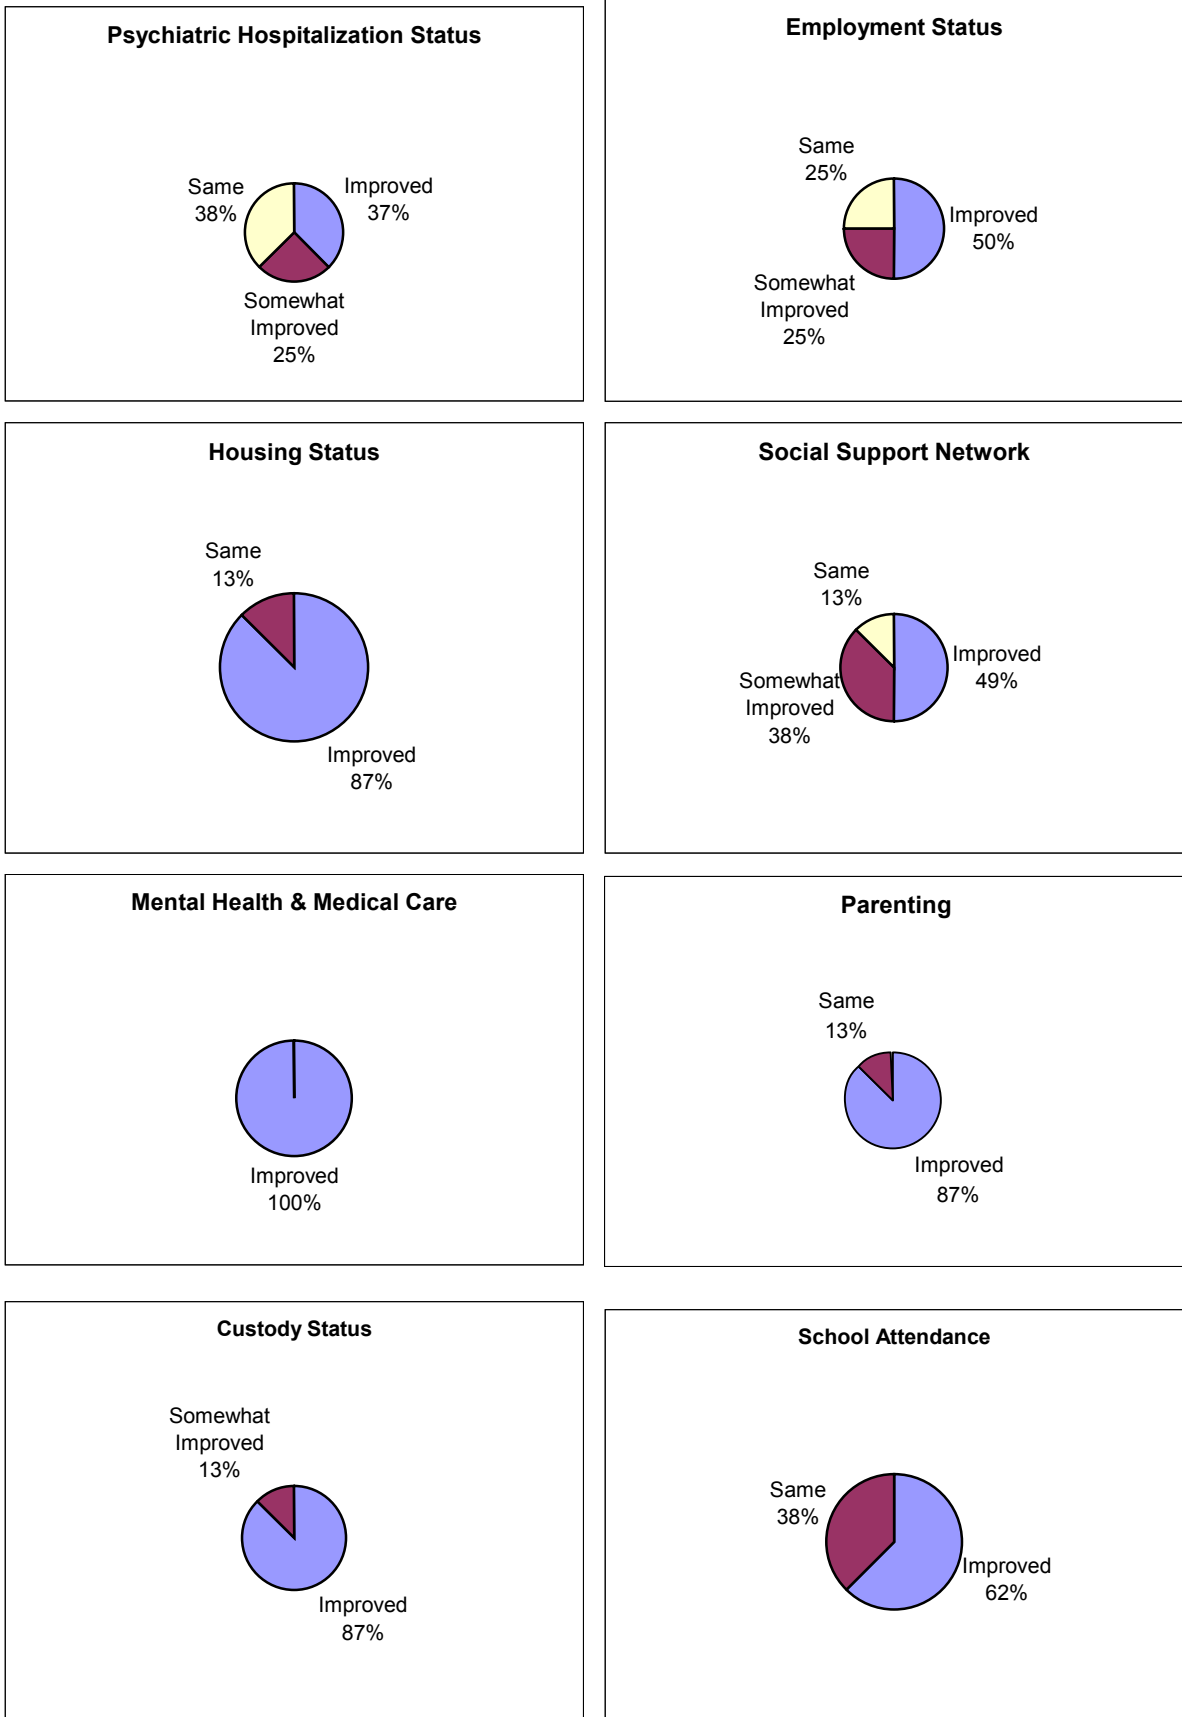 Psychiatric Hospitalization Status
Same
38%
Improved
37%
Somewhat
Improved
25%
Employment Status
Same
25%
Improved
50%
Somewhat
Improved
25%
Housing Status
Same
13%
Improved
87%
Social Support Network
Same
13%
Improved
49%
Somewhat
Improved
38%
Mental Health & Medical Care
Improved
100%
Parenting
Same
13%
Improved
87%
Custody Status
Somewhat
Improved
13%
Improved
87%
School Attendance
Same
38%
Improved
62%